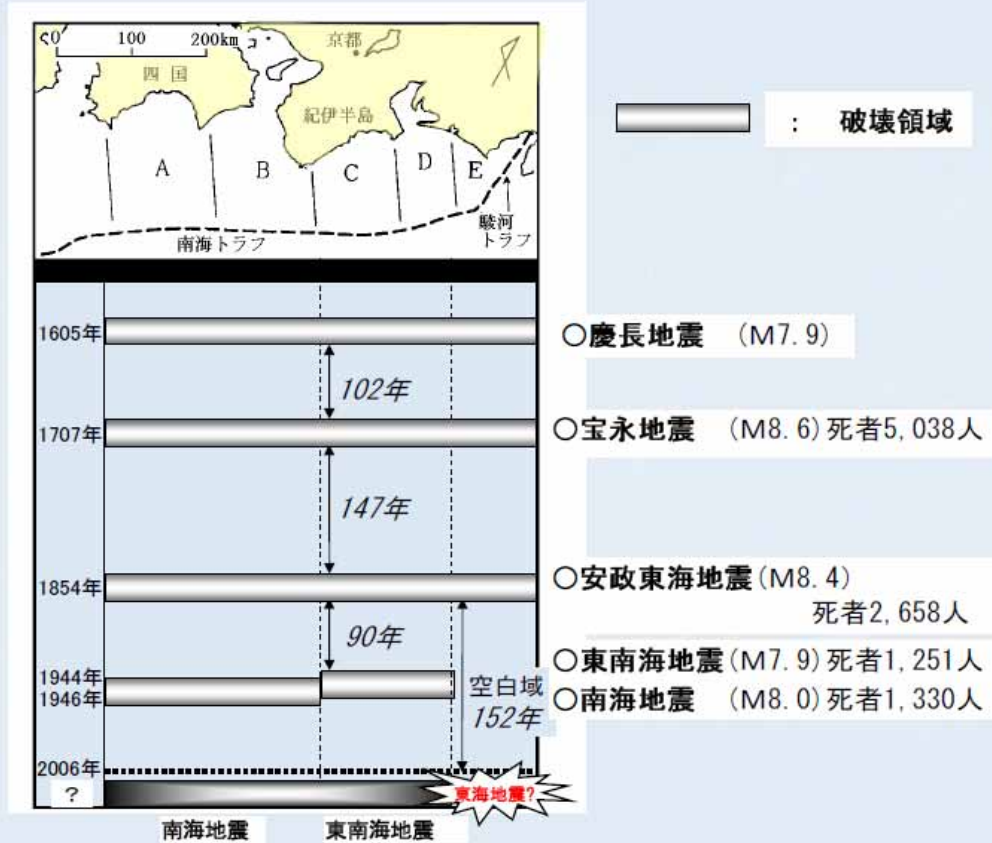 0 100 200km
京都
四国
紀伊半島
: 破壊領域
A B C D E
駿河
トラフ
南海トラフ
1605年
○慶長地震 (M7.9)
102年
1707年
○宝永地震 (M8.6)死者5,038人
147年
1854年
○安政東海地震(M8.4)
死者2,658人
90年
1944年
1946年
空白域
152年
○東南海地震(M7.9)死者1,251人
○南海地震 (M8.0)死者1,330人
2006年
?
東海地震?
南海地震
東南海地震